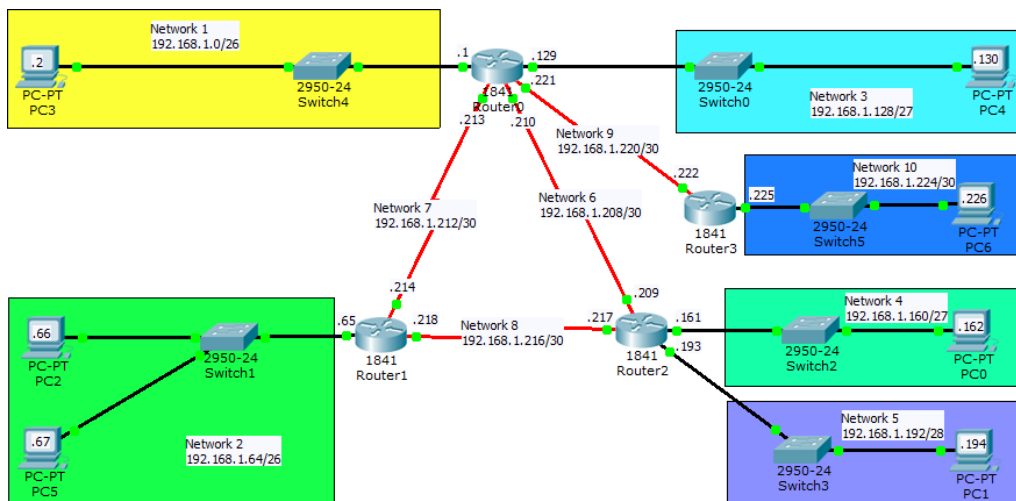 Network 1
192.168.1.0/26
.2
PC-PT
PC3
2950-24
Switch4
.1
1841
Router0
.129
.221
.213
.210
2950-24
Switch0
.130
PC-PT
PC4
Network 3
192.168.1.128/27
Network 9
192.168.1.220/30
.222
1841
Router3
.225
Network 10
192.168.1.224/30
2950-24
Switch5
.226
PC-PT
PC6
Network 7
192.168.1.212/30
Network 6
192.168.1.208/30
.214
.209
.66
PC-PT
PC2
2950-24
Switch1
.65
1841
Router1
.218
Network 8
192.168.1.216/30
.217
1841
Router2
.161
.193
Network 4
192.168.1.160/27
2950-24
Switch2
.162
PC-PT
PC0
.67
PC-PT
PC5
Network 2
192.168.1.64/26
Network 5
192.168.1.192/28
2950-24
Switch3
.194
PC-PT
PC1